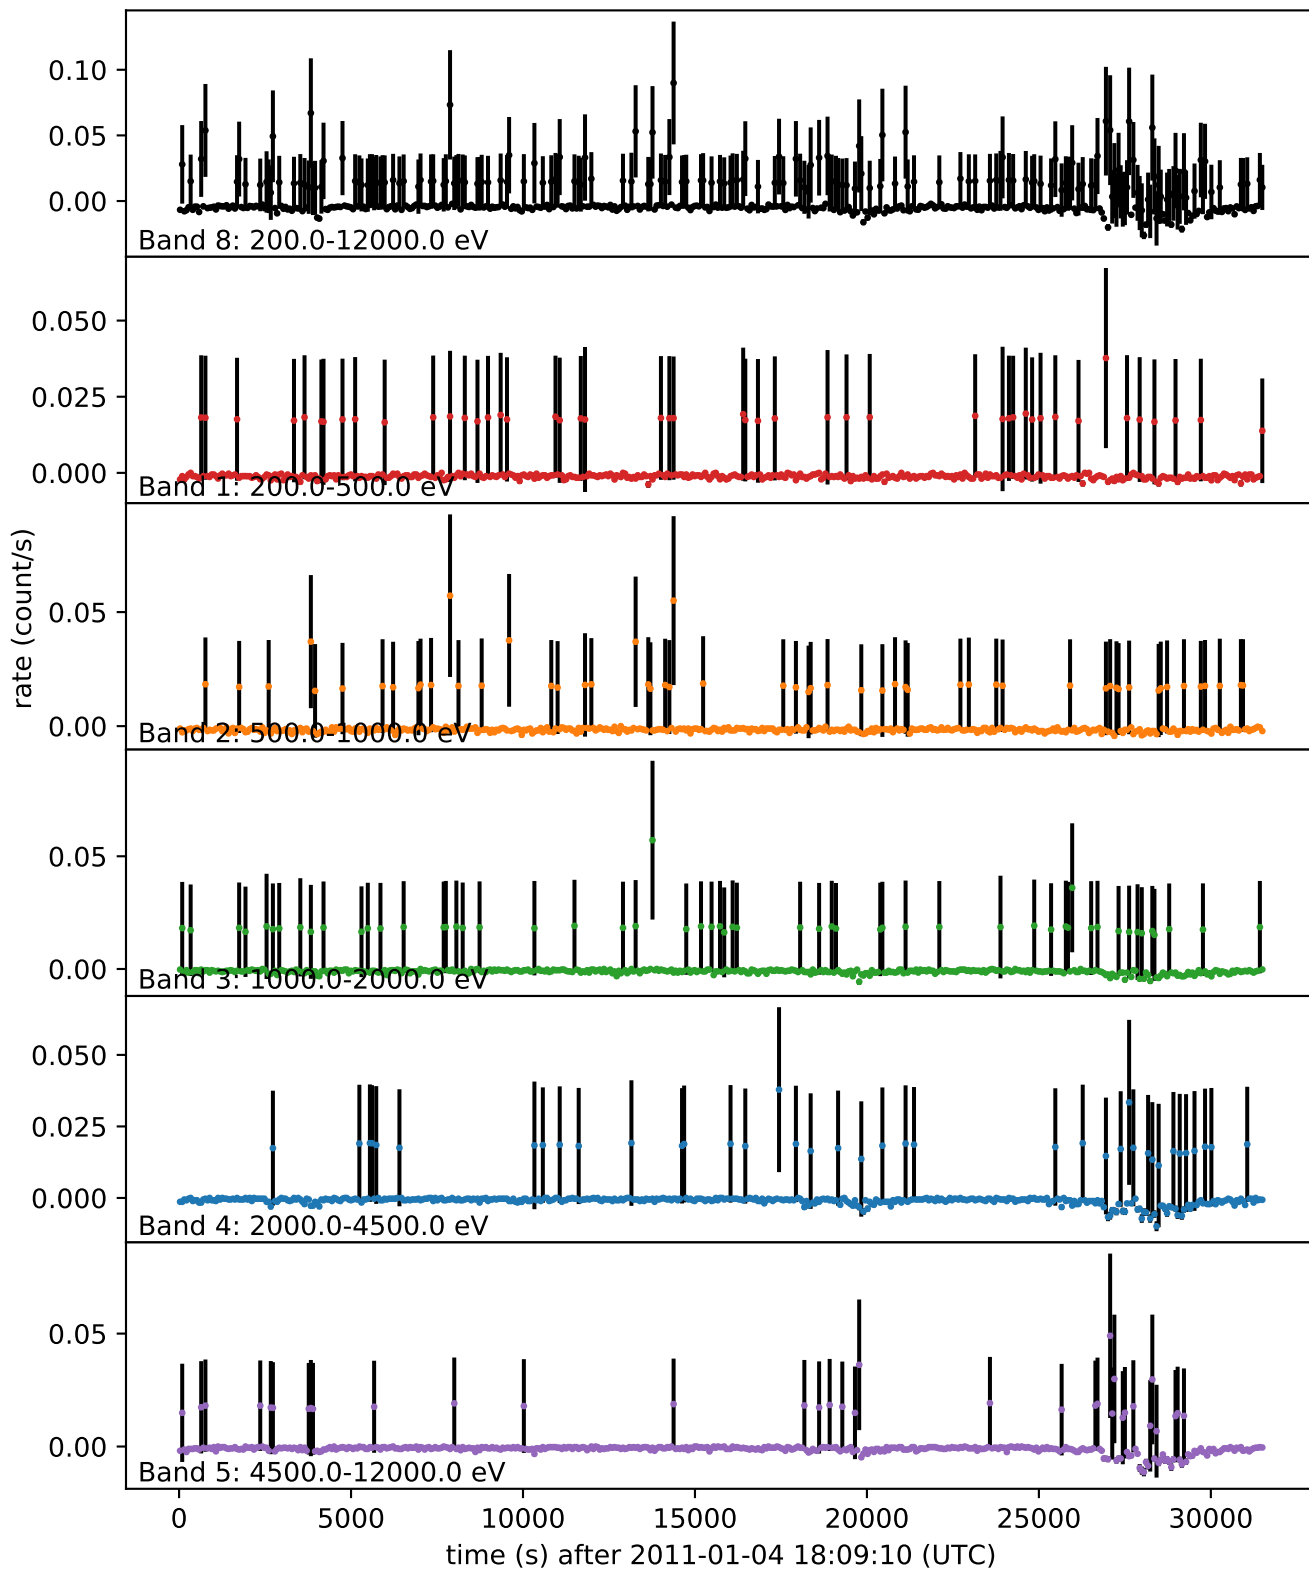 0.10
0.05
0.00
Band 8: 200.0-12000.0 eV
0.050
0.025
0.000
Band 1: 200.0-500.0 eV
rate (count/s)
0.05
0.00
Band 2: 500.0-1000.0 eV
0.05
0.00
Band 3: 1000.0-2000.0 eV
0.050
0.025
0.000
Band 4: 2000.0-4500.0 eV
0.05
0.00
Band 5: 4500.0-12000.0 eV
0 5000 10000 15000 20000 25000 30000
time (s) after 2011-01-04 18:09:10 (UTC)